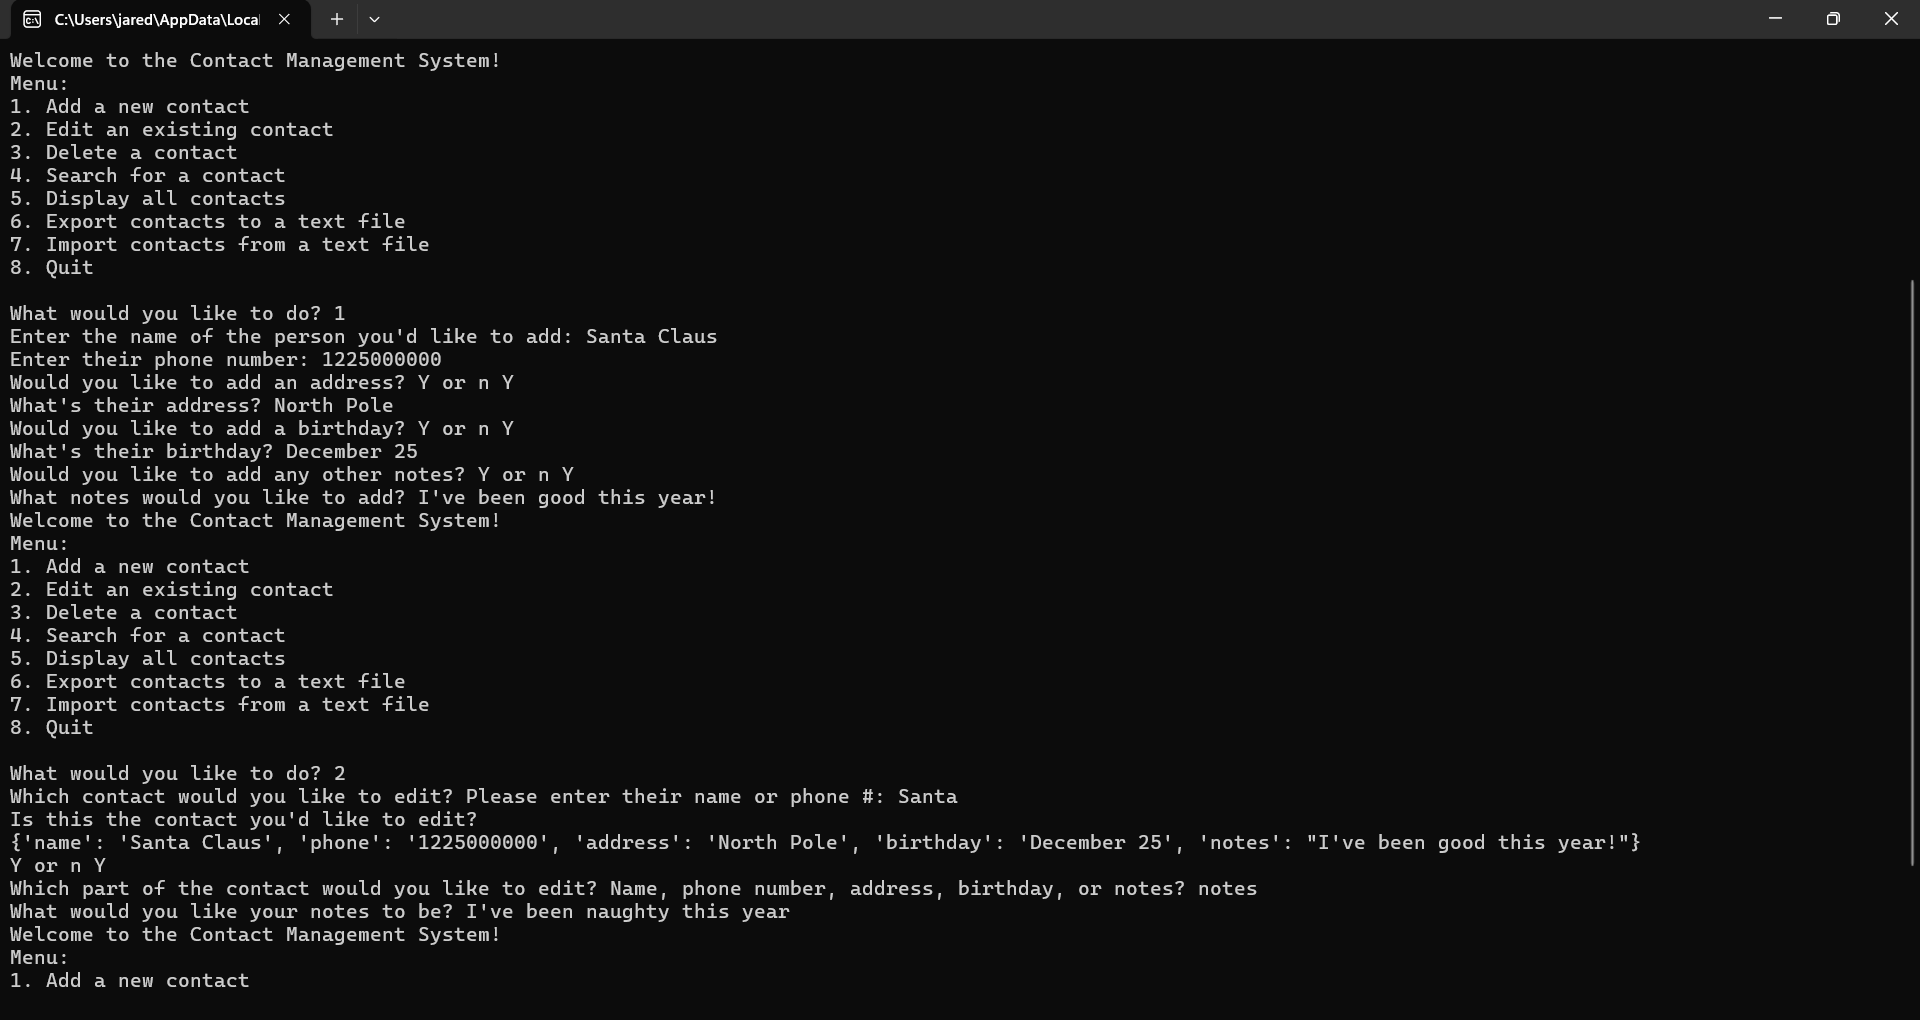 C:\Users\jared\AppData\Loca
Welcome to the Contact Management System!
Menu:
1. Add a new contact
2. Edit an existing contact
3. Delete a contact
4. Search for a contact
5. Display all contacts
6. Export contacts to a text file
7. Import contacts from a text file
8. Quit
What would you like to do? 1
Enter the name of the person you'd like to add: Santa Claus
Enter their phone number: 1225000000
Would you like to add an address? Y or n Y
What's their address? North Pole
Would you like to add a birthday? Y or n Y
What's their birthday? December 25
Would you like to add any other notes? Y or n Y
What notes would you like to add? I've been good this year!
Welcome to the Contact Management System!
Menu:
1. Add a new contact
2. Edit an existing contact
3. Delete a contact
4. Search for a contact
5. Display all contacts
6. Export contacts to a text file
7. Import contacts from a text file
8. Quit
What would you like to do? 2
Which contact would you like to edit? Please enter their name or phone #: Santa
Is this the contact you'd like to edit?
{'name': 'Santa Claus', 'phone': '1225000000', 'address': 'North Pole', 'birthday': 'December 25', 'notes': "I've been good this year!"}
Y or n Y
Which part of the contact would you like to edit? Name, phone number, address, birthday, or notes? notes
What would you like your notes to be? I've been naughty this year
Welcome to the Contact Management System!
Menu:
1. Add a new contact